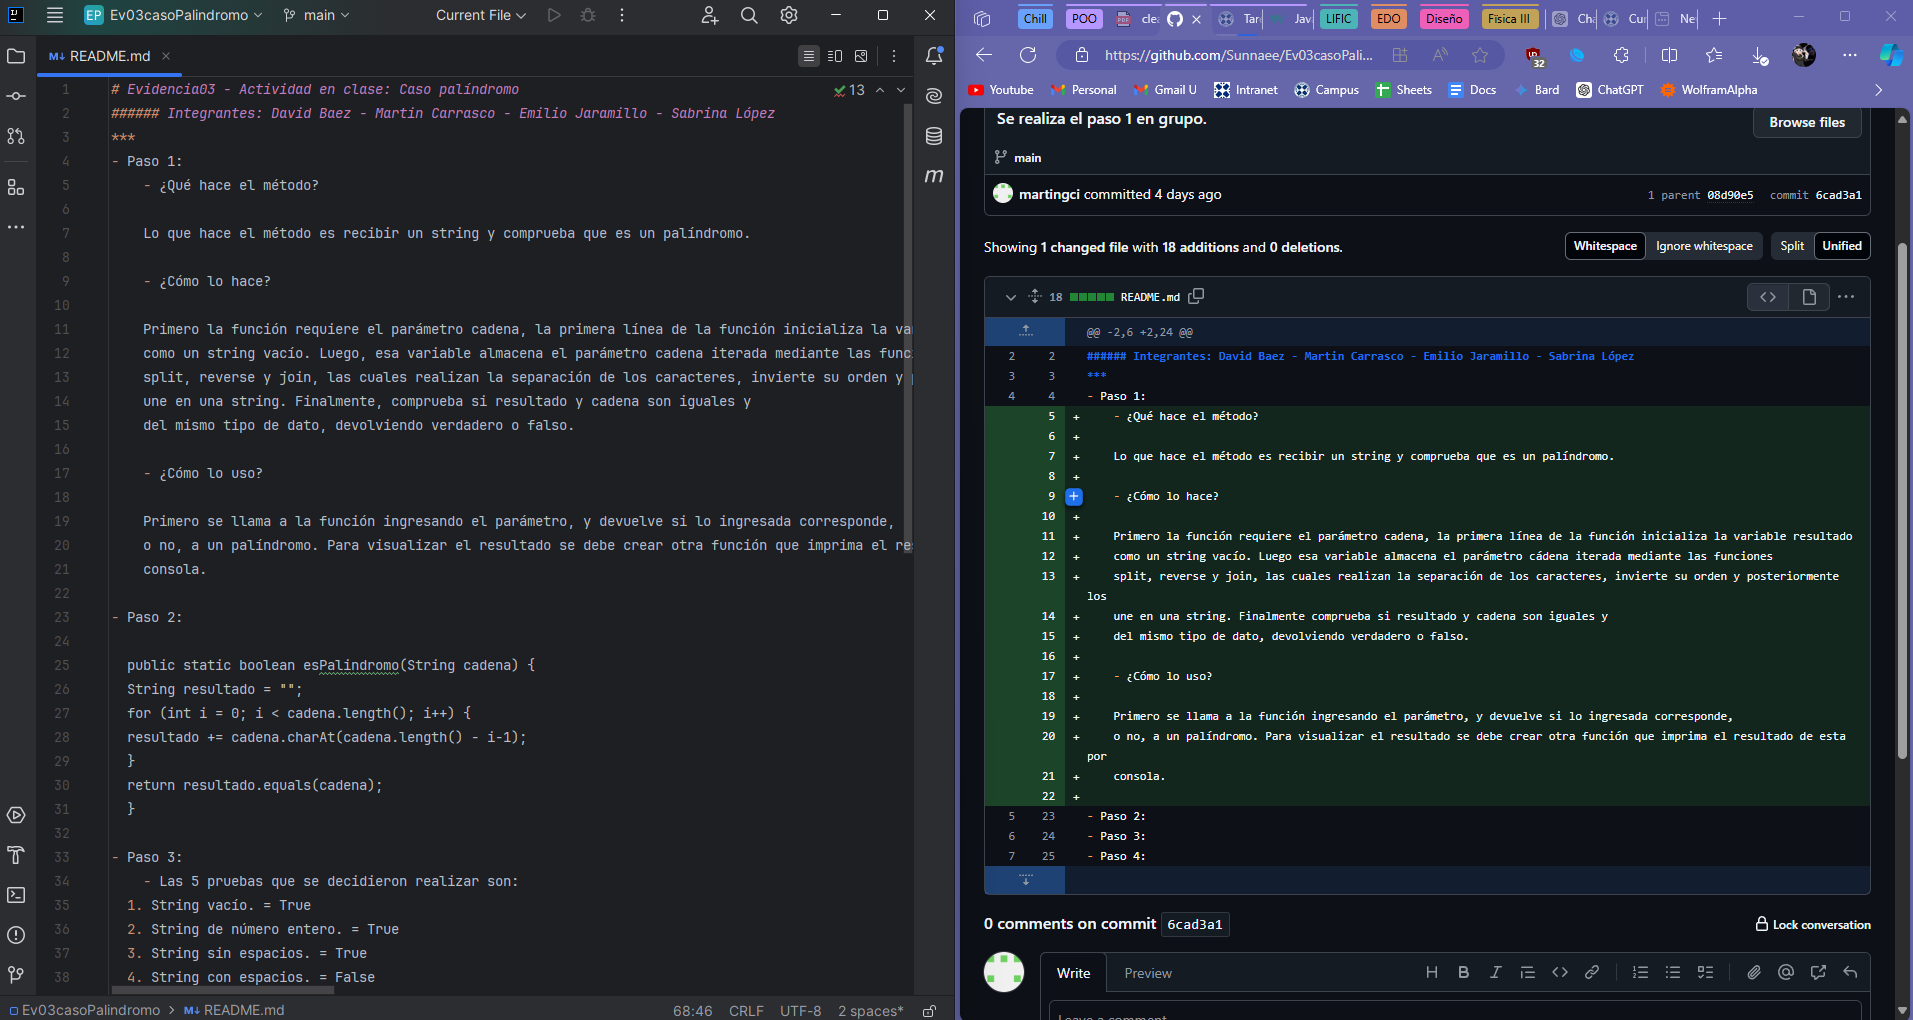 EP Ev03casoPalindromo main Current File
README.md
13
1 # Evidencia03 - Actividad en clase: Caso palíndromo
2 ###### Integrantes: David Baez - Martin Carrasco - Emilio Jaramillo - Sabrina López
3 ***
4 - Paso 1:
5 - ¿Qué hace el método?
6
7 Lo que hace el método es recibir un string y comprueba que es un palíndromo.
8
9 - ¿Cómo lo hace?
10
11 Primero la función requiere el parámetro cadena, la primera línea de la función inicializa la va
12 como un string vacío. Luego, esa variable almacena el parámetro cadena iterada mediante las func
13 split, reverse y join, las cuales realizan la separación de los caracteres, invierte su orden y
14 une en una string. Finalmente, comprueba si resultado y cadena son iguales y
15 del mismo tipo de dato, devolviendo verdadero o falso.
16
17 - ¿Cómo lo uso?
18
19 Primero se llama a la función ingresando el parámetro, y devuelve si lo ingresada corresponde,
20 o no, a un palíndromo. Para visualizar el resultado se debe crear otra función que imprima el re
21 consola.
22
23 - Paso 2:
24
25 public static boolean esPalindromo(String cadena) {
26 String resultado = "";
27 for (int i = 0; i < cadena.length(); i++) {
28 resultado += cadena.charAt(cadena.length() - i-1);
29 }
30 return resultado.equals(cadena);
31 }
32
33 - Paso 3:
34 - Las 5 pruebas que se decidieron realizar son:
35 1. String vacío. = True
36 2. String de número entero. = True
37 3. String sin espacios. = True
38 4. String con espacios. = False
Ev03casoPalindromo > README.md 68:46 CRLF UTF-8 2 spaces*
Chill POO cle Tar Jav LIFIC EDO Diseño Física III Cha Cur Ne
https://github.com/Sunnaee/Ev03casoPali... 32
Youtube Personal Gmail U Intranet Campus Sheets Docs Bard ChatGPT WolframAlpha
Se realiza el paso 1 en grupo. Browse files
main
martingci committed 4 days ago 1 parent 08d90e5 commit 6cad3a1
Showing 1 changed file with 18 additions and 0 deletions. Whitespace Ignore whitespace Split Unified
18 README.md
@@ -2,6 +2,24 @@
2 2 ###### Integrantes: David Baez - Martin Carrasco - Emilio Jaramillo - Sabrina López
3 3 ***
4 4 - Paso 1:
5 + - ¿Qué hace el método?
6 +
7 + Lo que hace el método es recibir un string y comprueba que es un palíndromo.
8 +
9 + - ¿Cómo lo hace?
10 +
11 + Primero la función requiere el parámetro cadena, la primera línea de la función inicializa la variable resultado
12 + como un string vacío. Luego esa variable almacena el parámetro cádena iterada mediante las funciones
13 + split, reverse y join, las cuales realizan la separación de los caracteres, invierte su orden y posteriormente
los
14 + une en una string. Finalmente comprueba si resultado y cadena son iguales y
15 + del mismo tipo de dato, devolviendo verdadero o falso.
16 +
17 + - ¿Cómo lo uso?
18 +
19 + Primero se llama a la función ingresando el parámetro, y devuelve si lo ingresada corresponde,
20 + o no, a un palíndromo. Para visualizar el resultado se debe crear otra función que imprima el resultado de esta
por
21 + consola.
22 +
5 23 - Paso 2:
6 24 - Paso 3:
7 25 - Paso 4:
0 comments on commit 6cad3a1 Lock conversation
Write Preview
Leave a comment